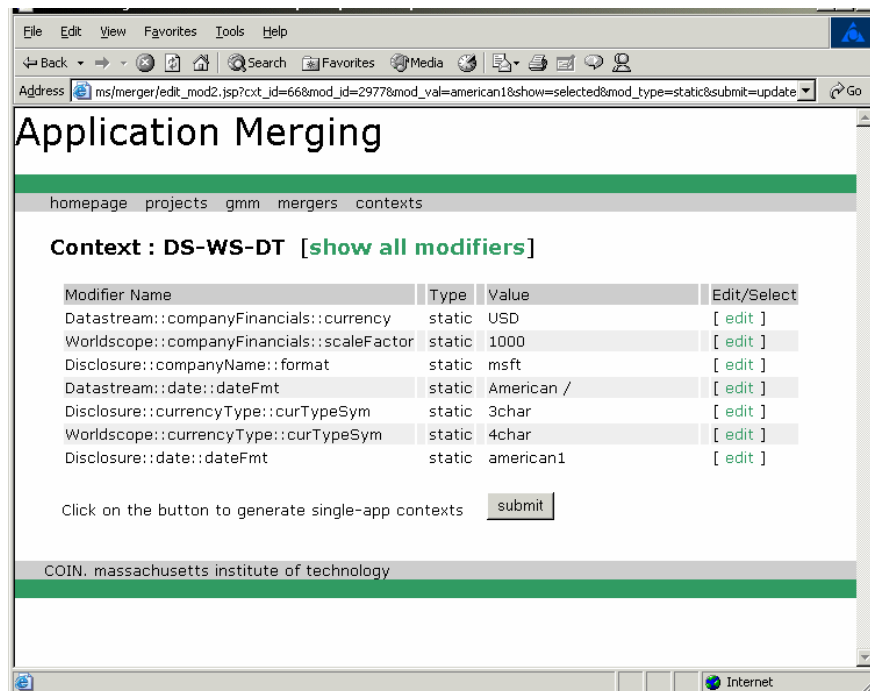 File Edit View Favorites Tools Help
Back Search Favorites Media
Address ms/merger/edit_mod2.jsp?cxt_id=66&mod_id=2977&mod_val=american1&show=selected&mod_type=static&submit=update Go
Application Merging
homepage projects gmm mergers contexts
Context : DS-WS-DT [show all modifiers]
Modifier Name Type Value Edit/Select
Datastream::companyFinancials::currency static USD [ edit ]
Worldscope::companyFinancials::scaleFactor static 1000 [ edit ]
Disclosure::companyName::format static msft [ edit ]
Datastream::date::dateFmt static American / [ edit ]
Disclosure::currencyType::curTypeSym static 3char [ edit ]
Worldscope::currencyType::curTypeSym static 4char [ edit ]
Disclosure::date::dateFmt static american1 [ edit ]
Click on the button to generate single-app contexts submit
COIN. massachusetts institute of technology
Internet